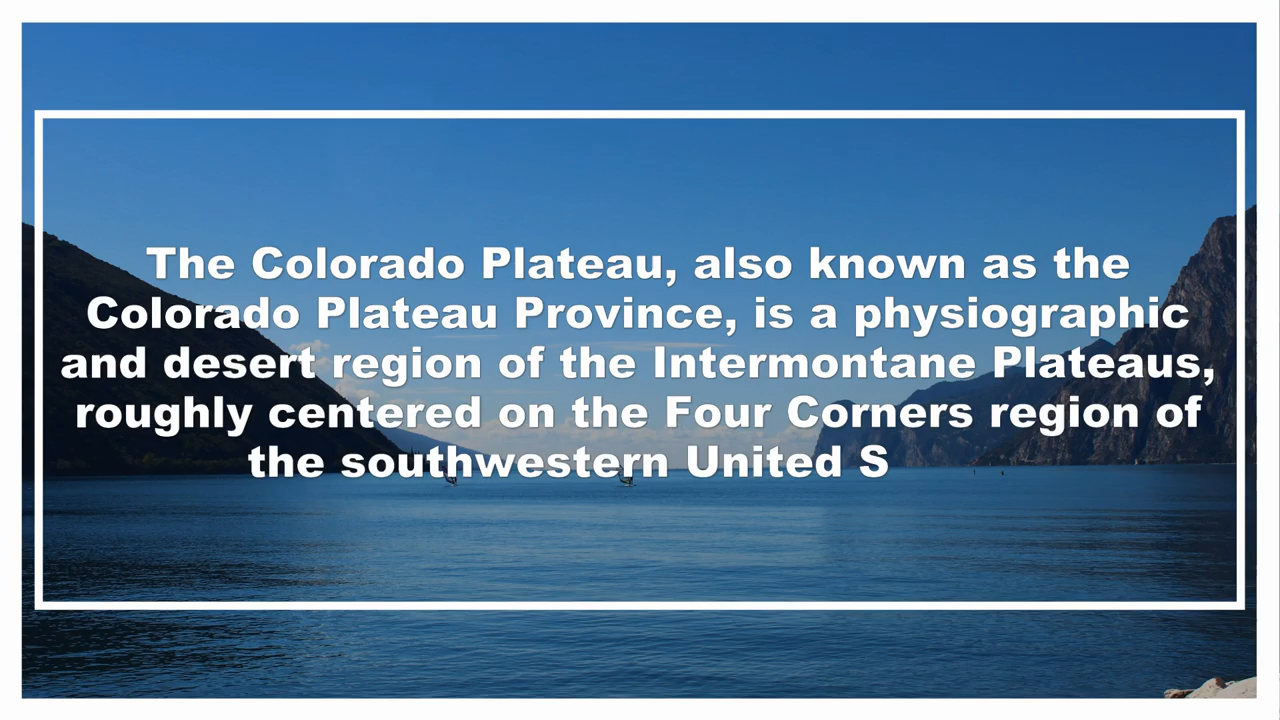 The Colorado Plateau, also known as the
Colorado Plateau Province, is a physiographic
and desert region of the Intermontane Plateaus,
roughly centered on the Four Corners region of
the southwestern United S